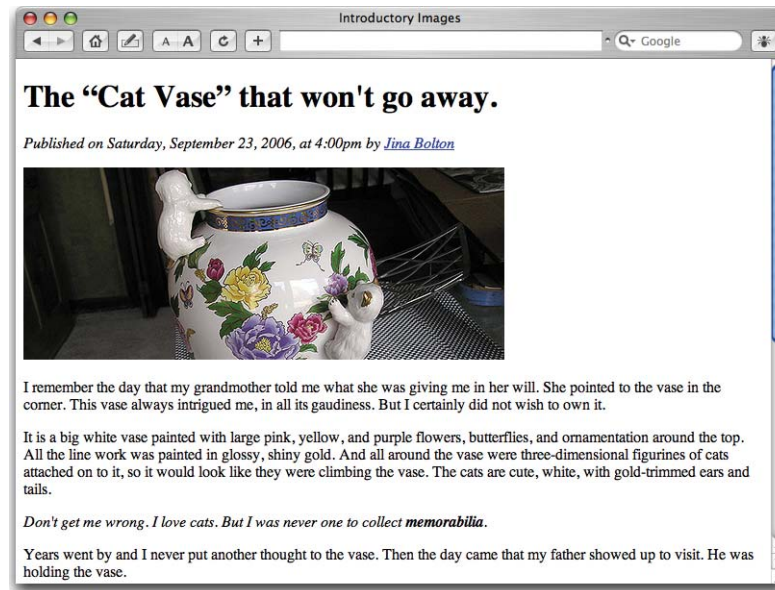 Introductory Images
A A
Google
The “Cat Vase” that won't go away.
Published on Saturday, September 23, 2006, at 4:00pm by Jina Bolton
I remember the day that my grandmother told me what she was giving me in her will. She pointed to the vase in the
corner. This vase always intrigued me, in all its gaudiness. But I certainly did not wish to own it.
It is a big white vase painted with large pink, yellow, and purple flowers, butterflies, and ornamentation around the top.
All the line work was painted in glossy, shiny gold. And all around the vase were three-dimensional figurines of cats
attached on to it, so it would look like they were climbing the vase. The cats are cute, white, with gold-trimmed ears and
tails.
Don't get me wrong. I love cats. But I was never one to collect memorabilia.
Years went by and I never put another thought to the vase. Then the day came that my father showed up to visit. He was
holding the vase.